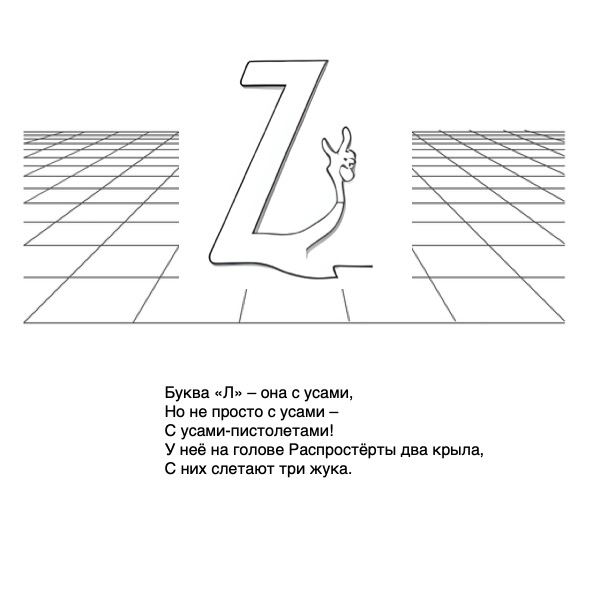 Z
Буква «Л» – она с усами,
Но не просто с усами –
С усами-пистолетами!
У неё на голове Распростёрты два крыла,
С них слетают три жука.